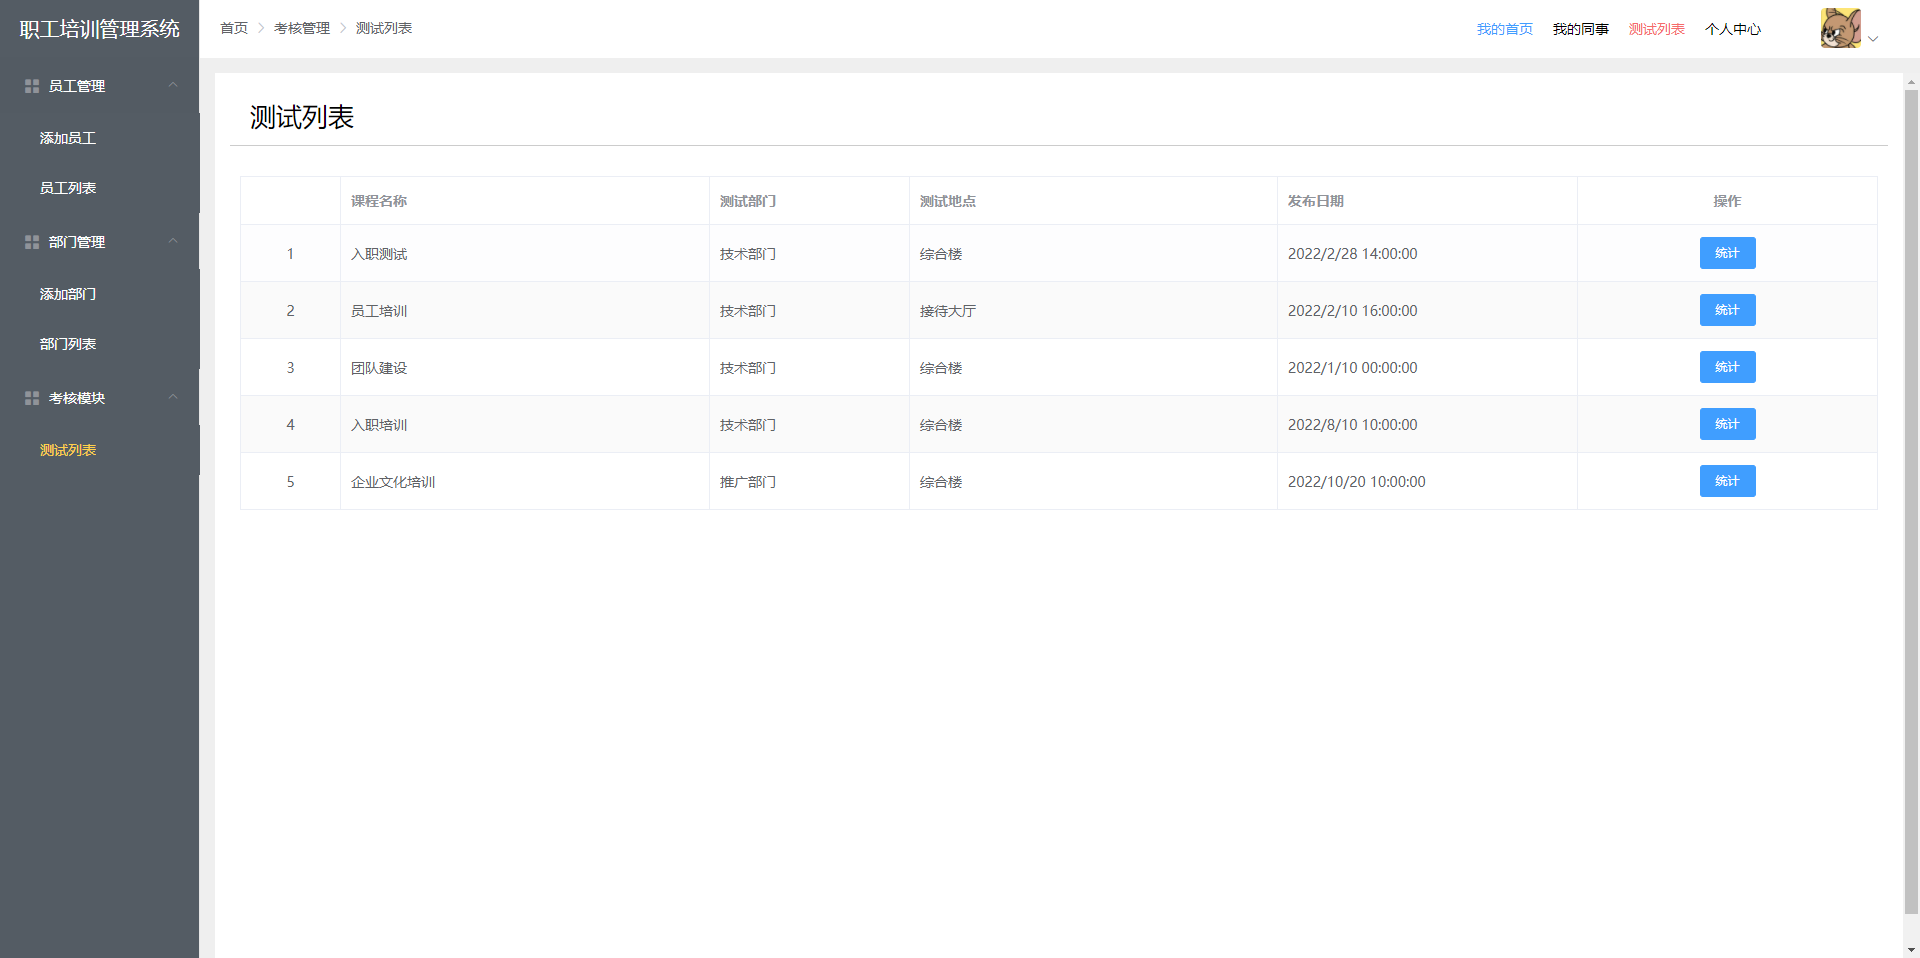 职工培训管理系统
首页 考核管理 测试列表
我的首页 我的同事 测试列表 个人中心
员工管理
添加员工
员工列表
部门管理
添加部门
部门列表
考核模块
测试列表
测试列表
课程名称 测试部门 测试地点 发布日期 操作
1 入职测试 技术部门 综合楼 2022/2/28 14:00:00 统计
2 员工培训 技术部门 接待大厅 2022/2/10 16:00:00 统计
3 团队建设 技术部门 综合楼 2022/1/10 00:00:00 统计
4 入职培训 技术部门 综合楼 2022/8/10 10:00:00 统计
5 企业文化培训 推广部门 综合楼 2022/10/20 10:00:00 统计